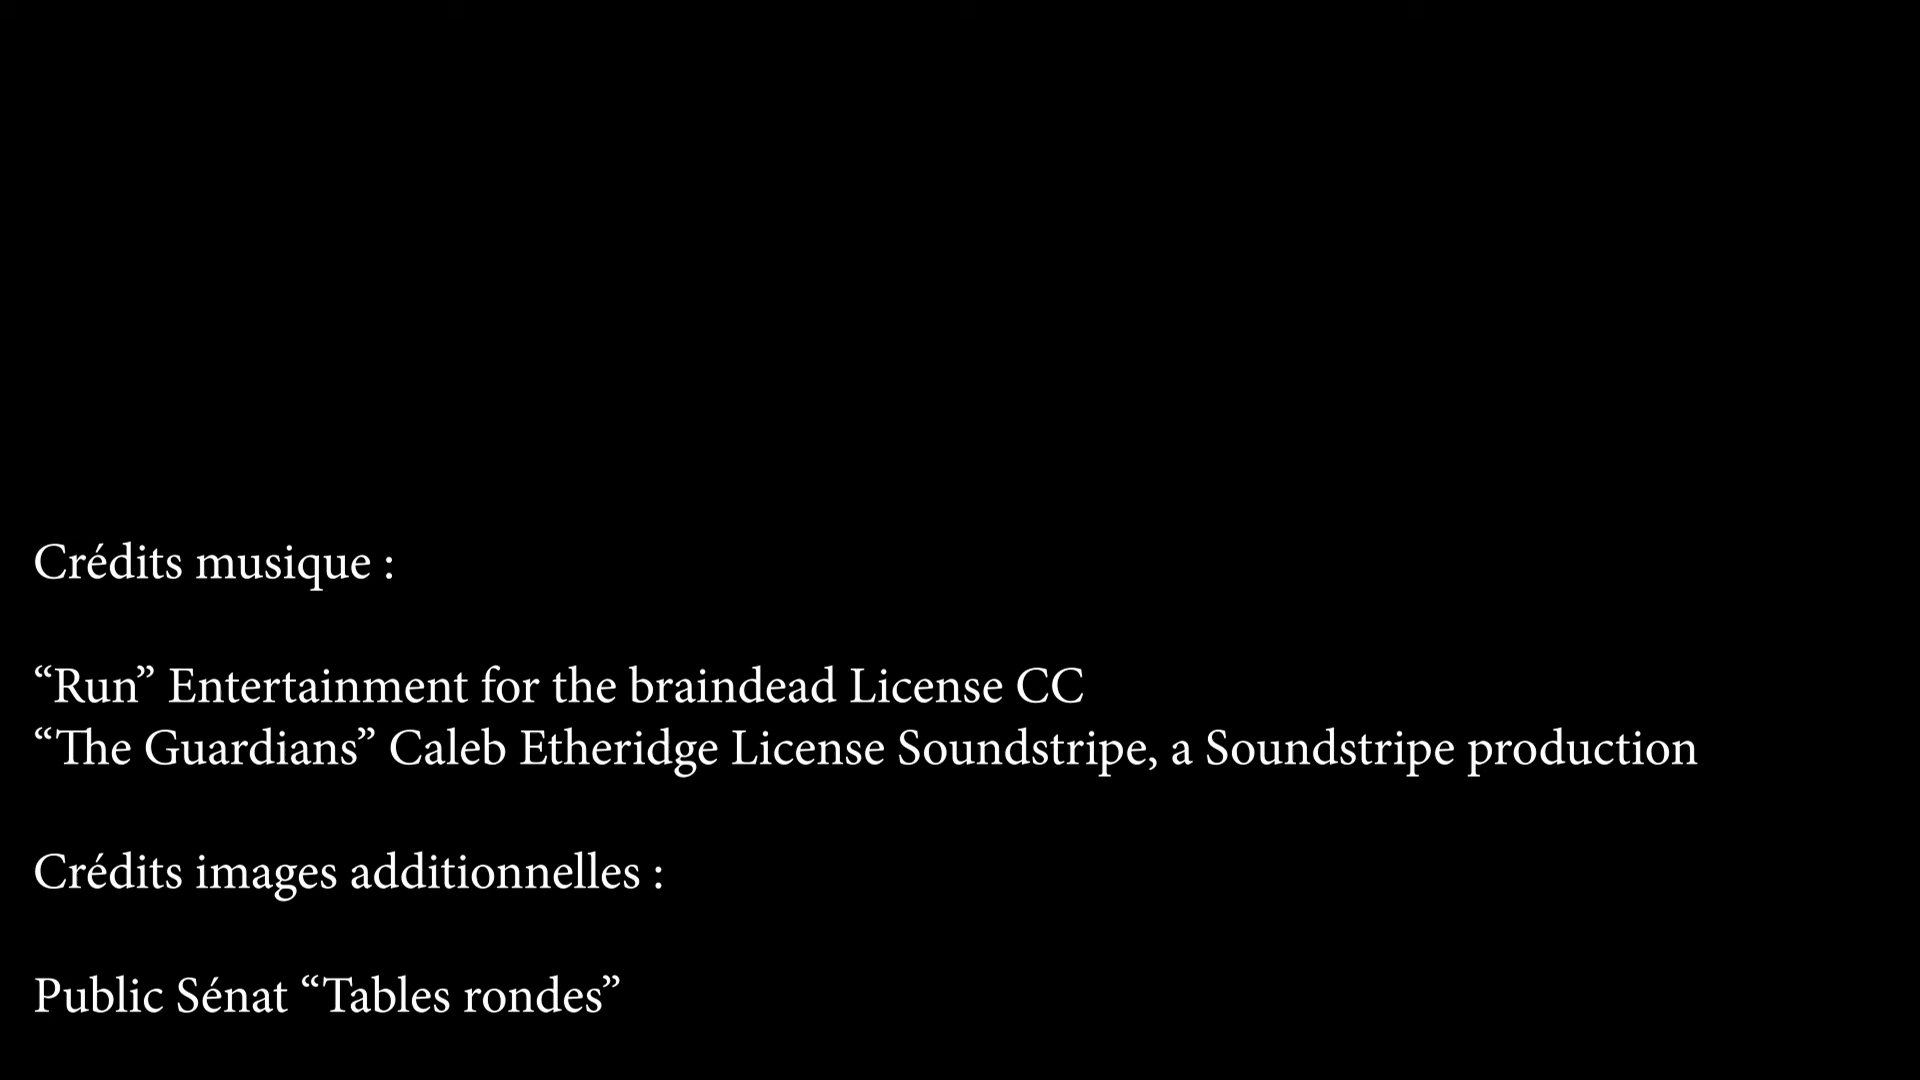 Crédits musique :
“Run” Entertainment for the braindead License CC
“The Guardians” Caleb Etheridge License Soundstripe, a Soundstripe production
Crédits images additionnelles :
Public Sénat “Tables rondes”